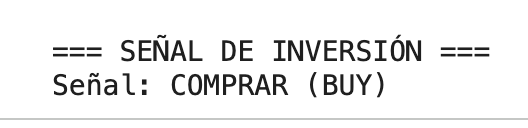 === SEÑAL DE INVERSIÓN ===
Señal: COMPRAR (BUY)